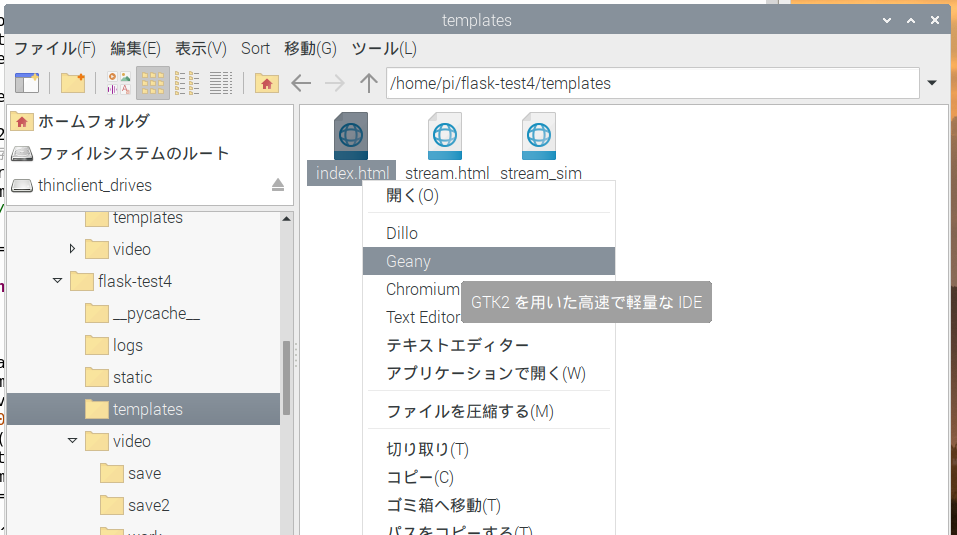 templates
ファイル(F) 編集(E) 表示(V) Sort 移動(G) ツール(L)
/home/pi/flask-test4/templates
ホームフォルダ
ファイルシステムのルート
thinclient_drives
templates
video
flask-test4
__pycache__
logs
static
templates
video
save
save2
work
index.html stream.html stream_sim
開く(O)
Dillo
Geany
Chromium
Text Editor
テキストエディター
アプリケーションで開く(W)
ファイルを圧縮する(M)
切り取り(T)
コピー(C)
ゴミ箱へ移動(T)
パスをコピーする(T)
GTK2 を用いた高速で軽量な IDE